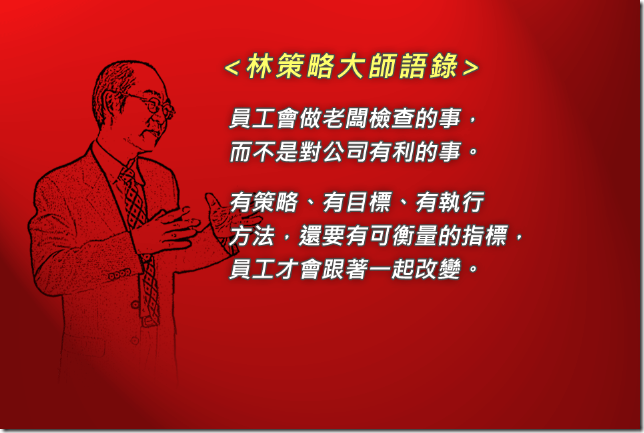 <林策略大師語錄>
員工會做老闆檢查的事，
而不是對公司有利的事。
有策略、有目標、有執行
方法，還要有可衡量的指標，
員工才會跟著一起改變。